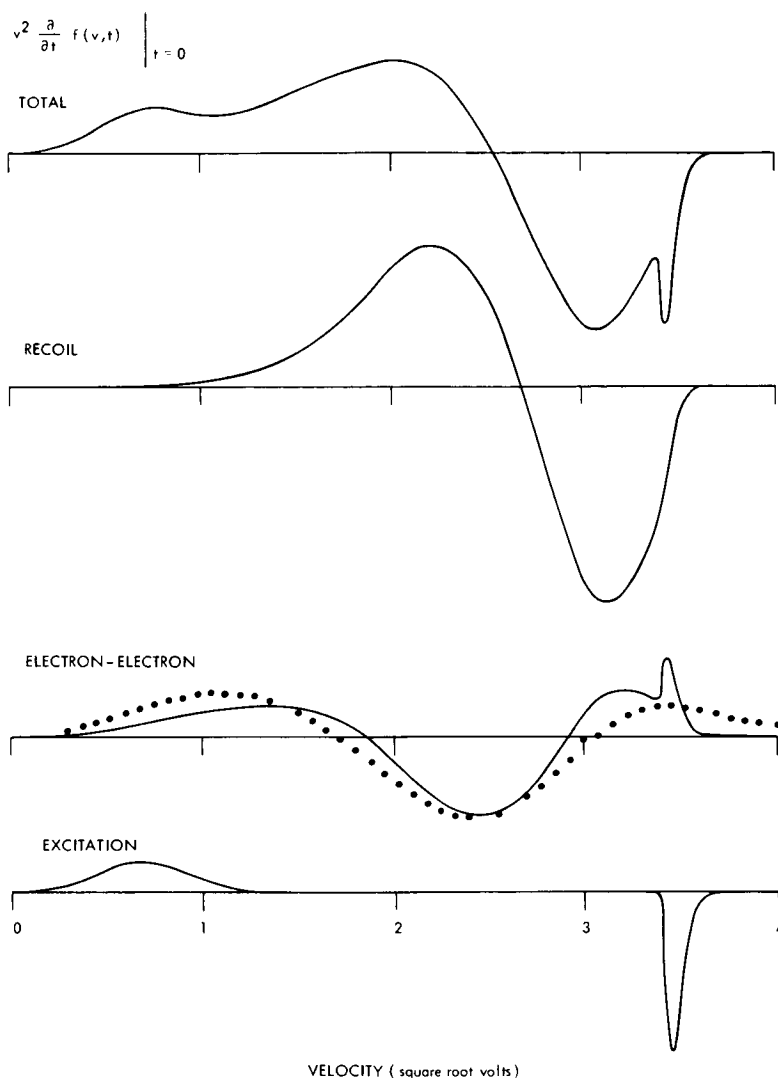 v² ∂/∂t f(v,t) |t = 0
TOTAL
RECOIL
ELECTRON-ELECTRON
EXCITATION
0 1 2 3 4
VELOCITY ( square root volts)